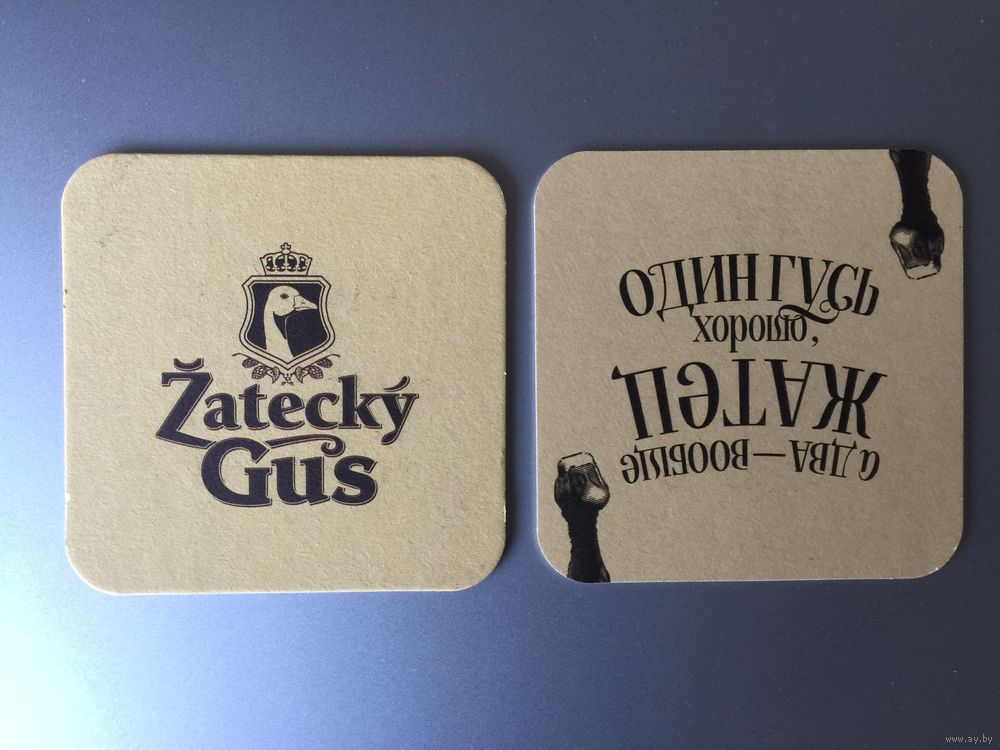 Žatecký
Gus
ОДИН ГУСЬ
хорошо,
а ДВА — ВООБЩЕ
ЖАТЕЦ
www.ay.by